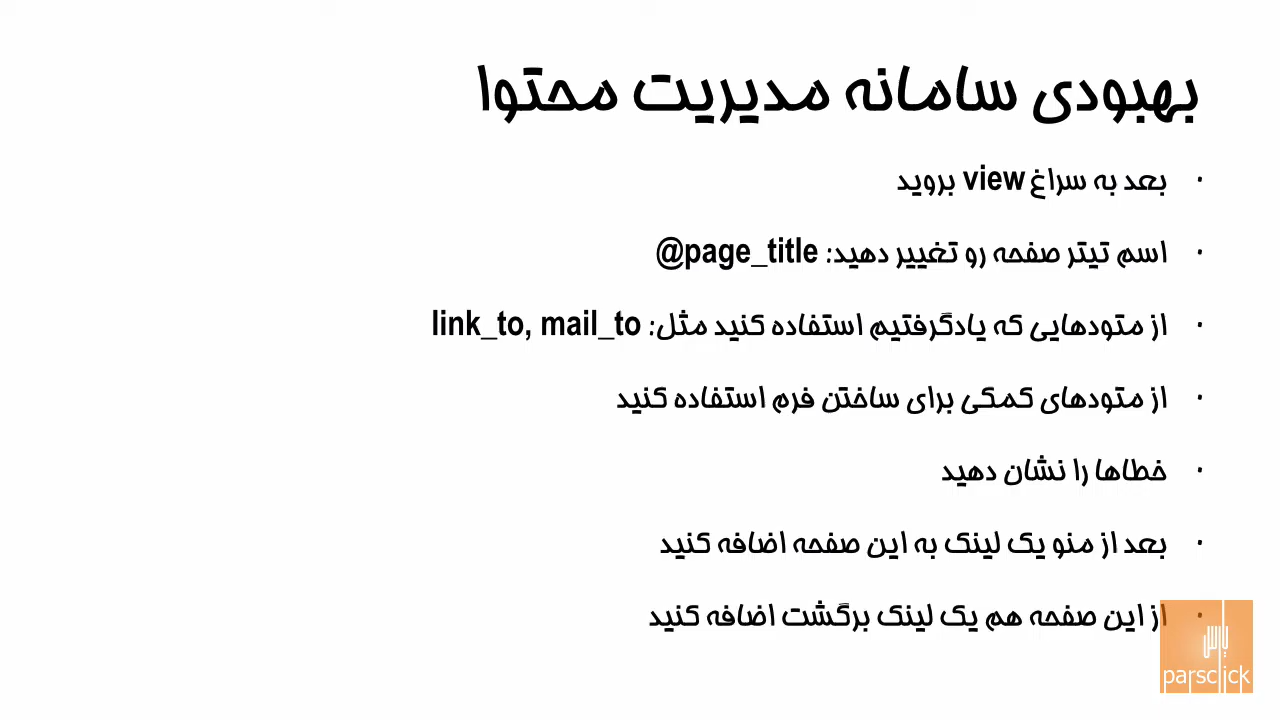 بهبودی سامانه مدیریت محتوا
• بعد به سراغ view بروید
• اسم تیتر صفحه رو تغییر دهید: @page_title
• از متودهایی که یادگرفتیم استفاده کنید مثل: link_to, mail_to
• از متودهای کمکی برای ساختن فرم استفاده کنید
• خطاها را نشان دهید
• بعد از منو یک لینک به این صفحه اضافه کنید
• از این صفحه هم یک لینک برگشت اضافه کنید
پارس
parsclick